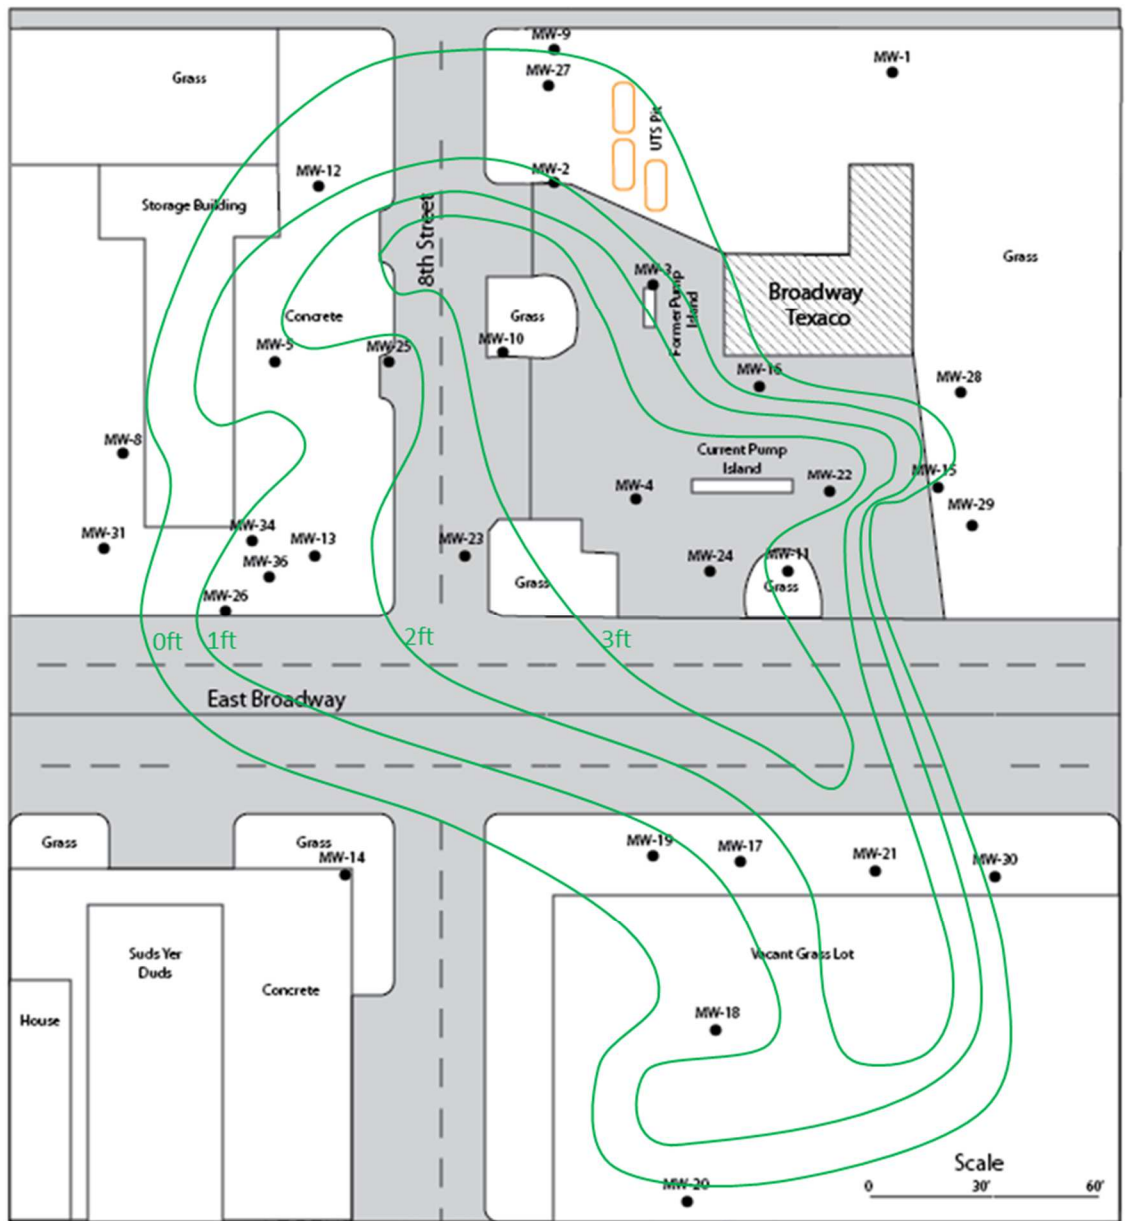 MW-9
MW-1
Grass
MW-27
UTS Pit
MW-12
MW-2
Storage Building
8th Street
Grass
MW-3
Former Pump
Island
Broadway
Texaco
Concrete
Grass
MW-10
MW-5
MW-25
MW-16
MW-28
MW-8
Current Pump
Island
MW-15
MW-22
MW-4
MW-29
MW-31
MW-34
MW-13
MW-23
MW-36
MW-24
MW-11
Grass
Grass
MW-26
0ft
1ft
2ft
3ft
East Broadway
Grass
Grass
MW-14
MW-19
MW-17
MW-21
MW-30
Suds Yer
Duds
Vacant Grass Lot
Concrete
House
MW-18
MW-20
Scale
0
30'
60'